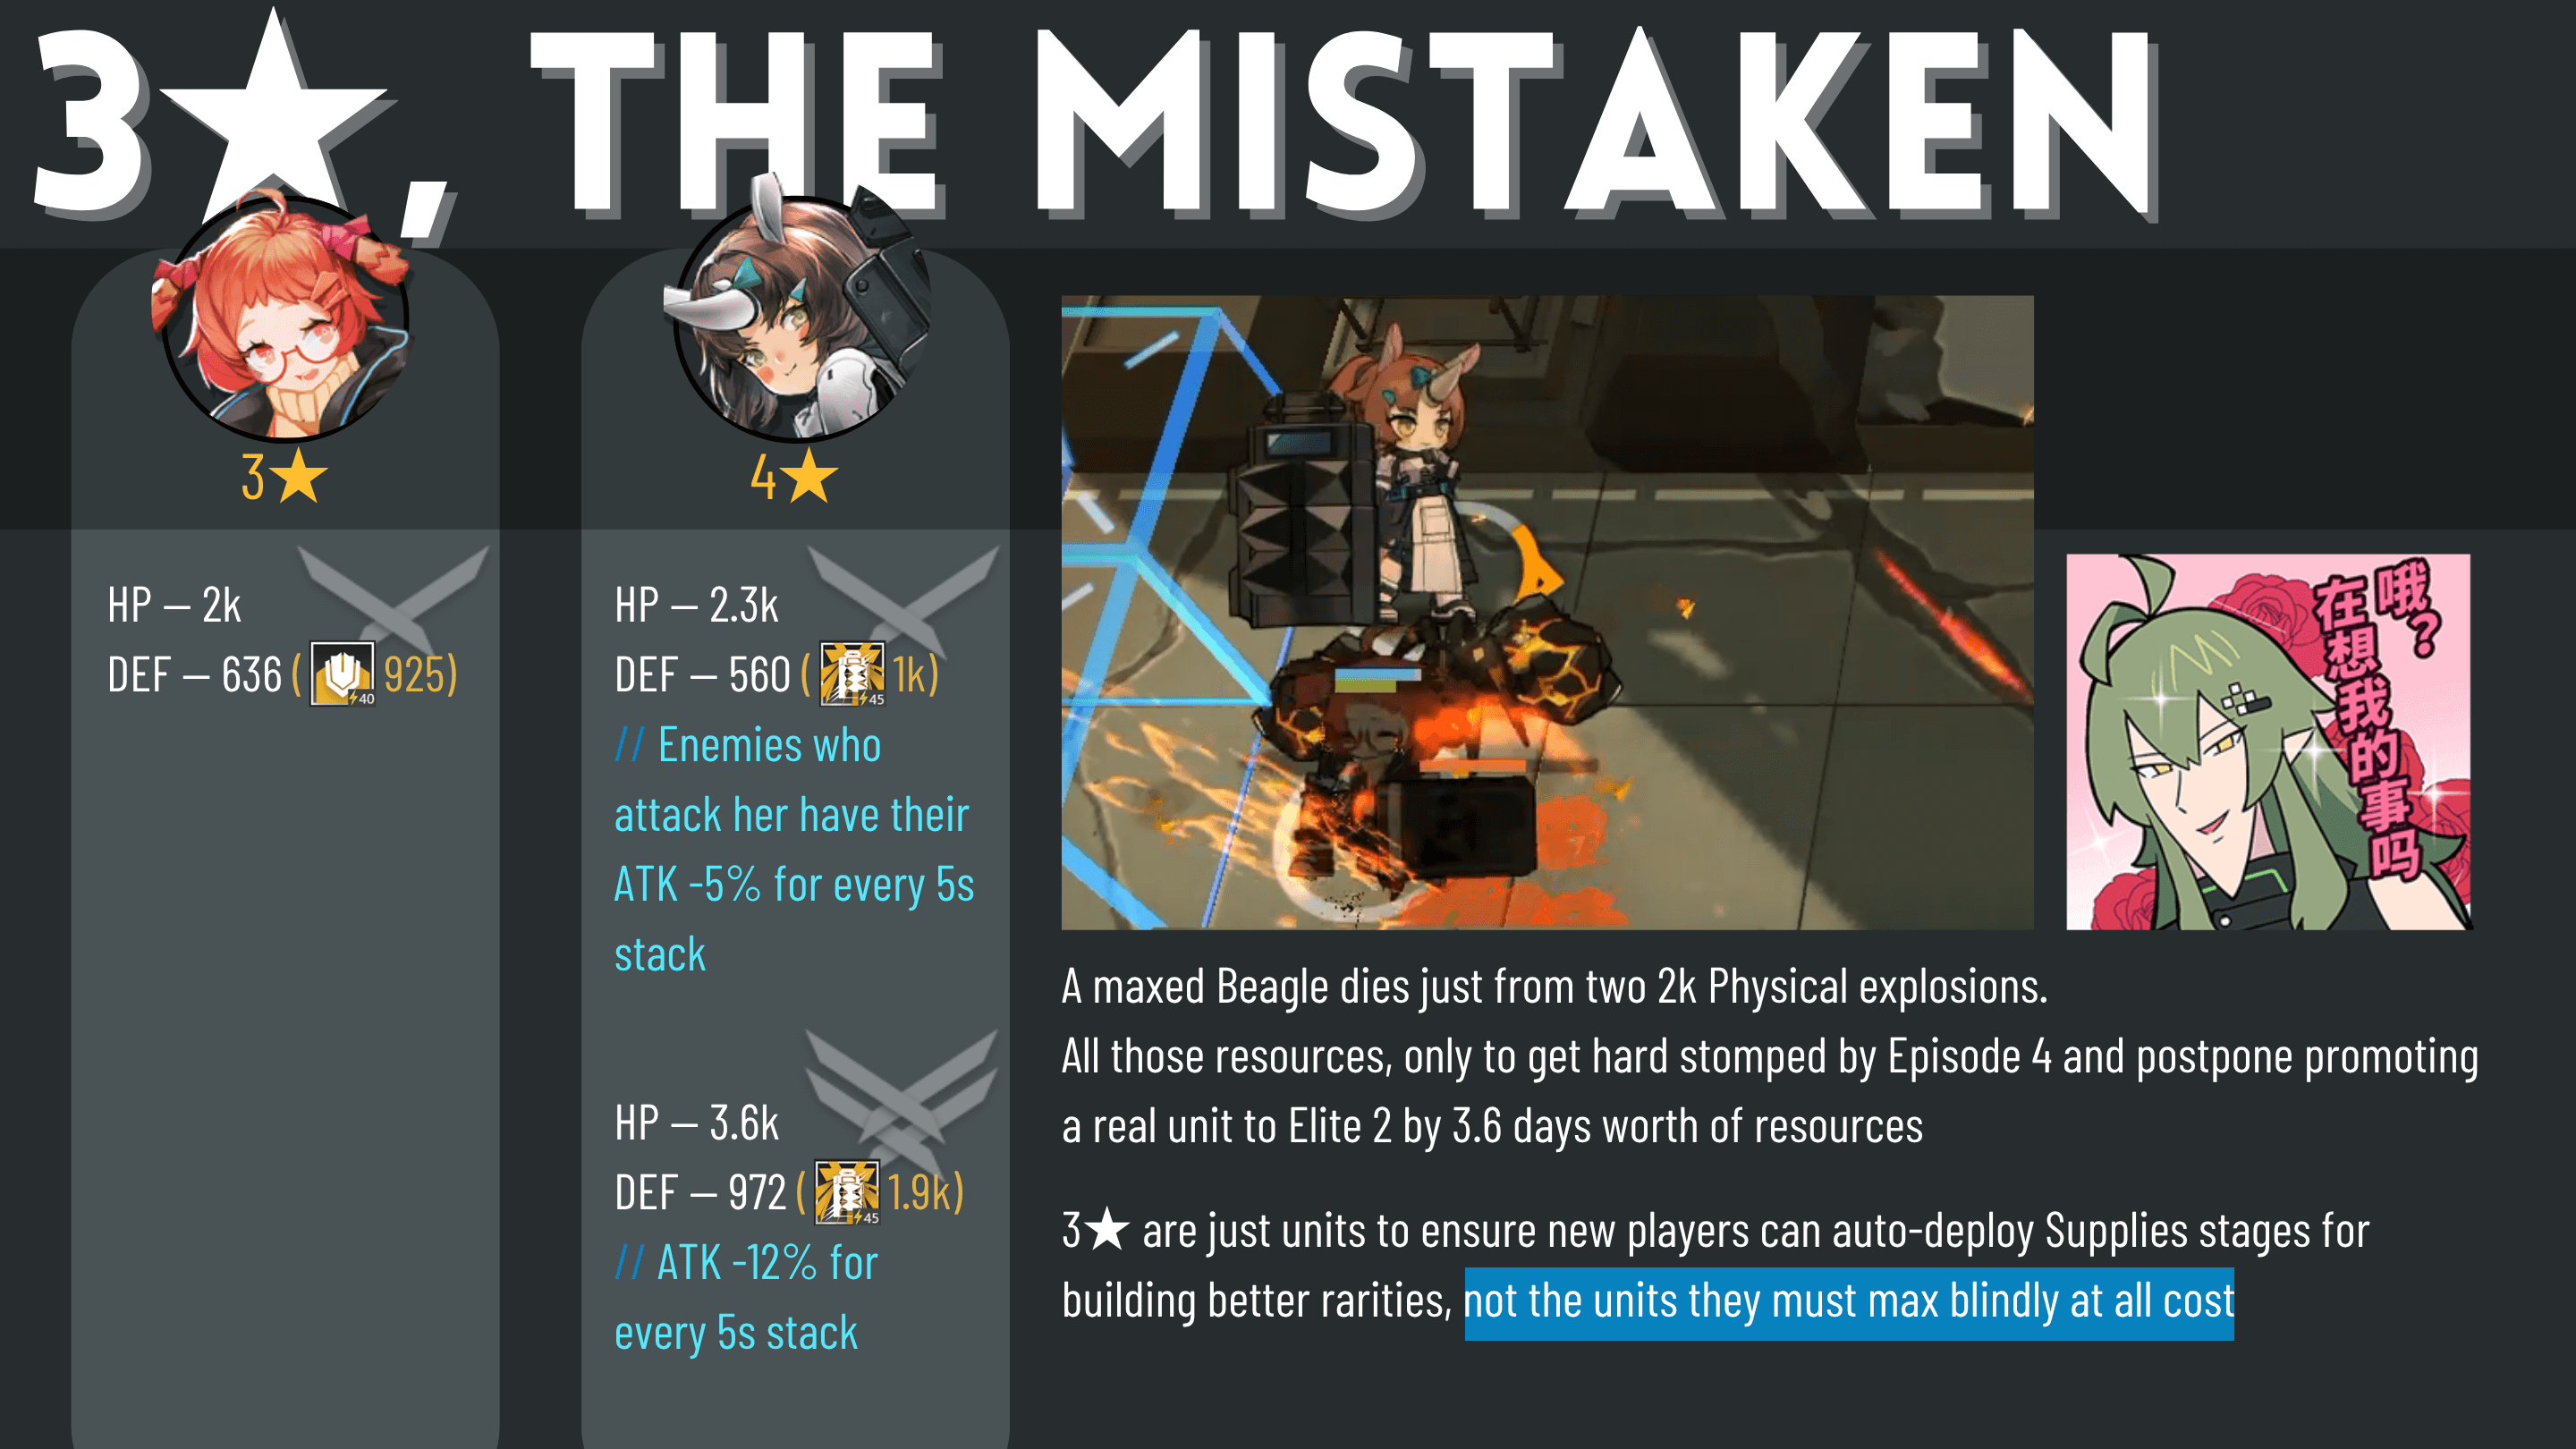 3★, THE MISTAKEN
3★
HP – 2k
DEF – 636 (40 925)
4★
HP – 2.3k
DEF – 560 (45 1k)
// Enemies who
attack her have their
ATK -5% for every 5s
stack
HP – 3.6k
DEF – 972 (45 1.9k)
// ATK -12% for
every 5s stack
哦？
在想我的事吗
A maxed Beagle dies just from two 2k Physical explosions.
All those resources, only to get hard stomped by Episode 4 and postpone promoting
a real unit to Elite 2 by 3.6 days worth of resources
3★ are just units to ensure new players can auto-deploy Supplies stages for
building better rarities, not the units they must max blindly at all cost